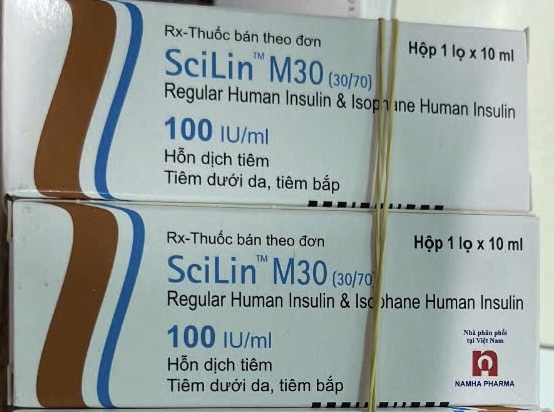 Rx-Thuốc bán theo đơn
Hộp 1 lọ x 10 ml
SciLin™ M30 (30/70)
Regular Human Insulin & Isophane Human Insulin
100 IU/ml
Hỗn dịch tiêm
Tiêm dưới da, tiêm bắp
Rx-Thuốc bán theo đơn
Hộp 1 lọ x 10 ml
SciLin™ M30 (30/70)
Regular Human Insulin & Isophane Human Insulin
100 IU/ml
Hỗn dịch tiêm
Tiêm dưới da, tiêm bắp
Nhà phân phối
tại Việt Nam
NAMHA PHARMA